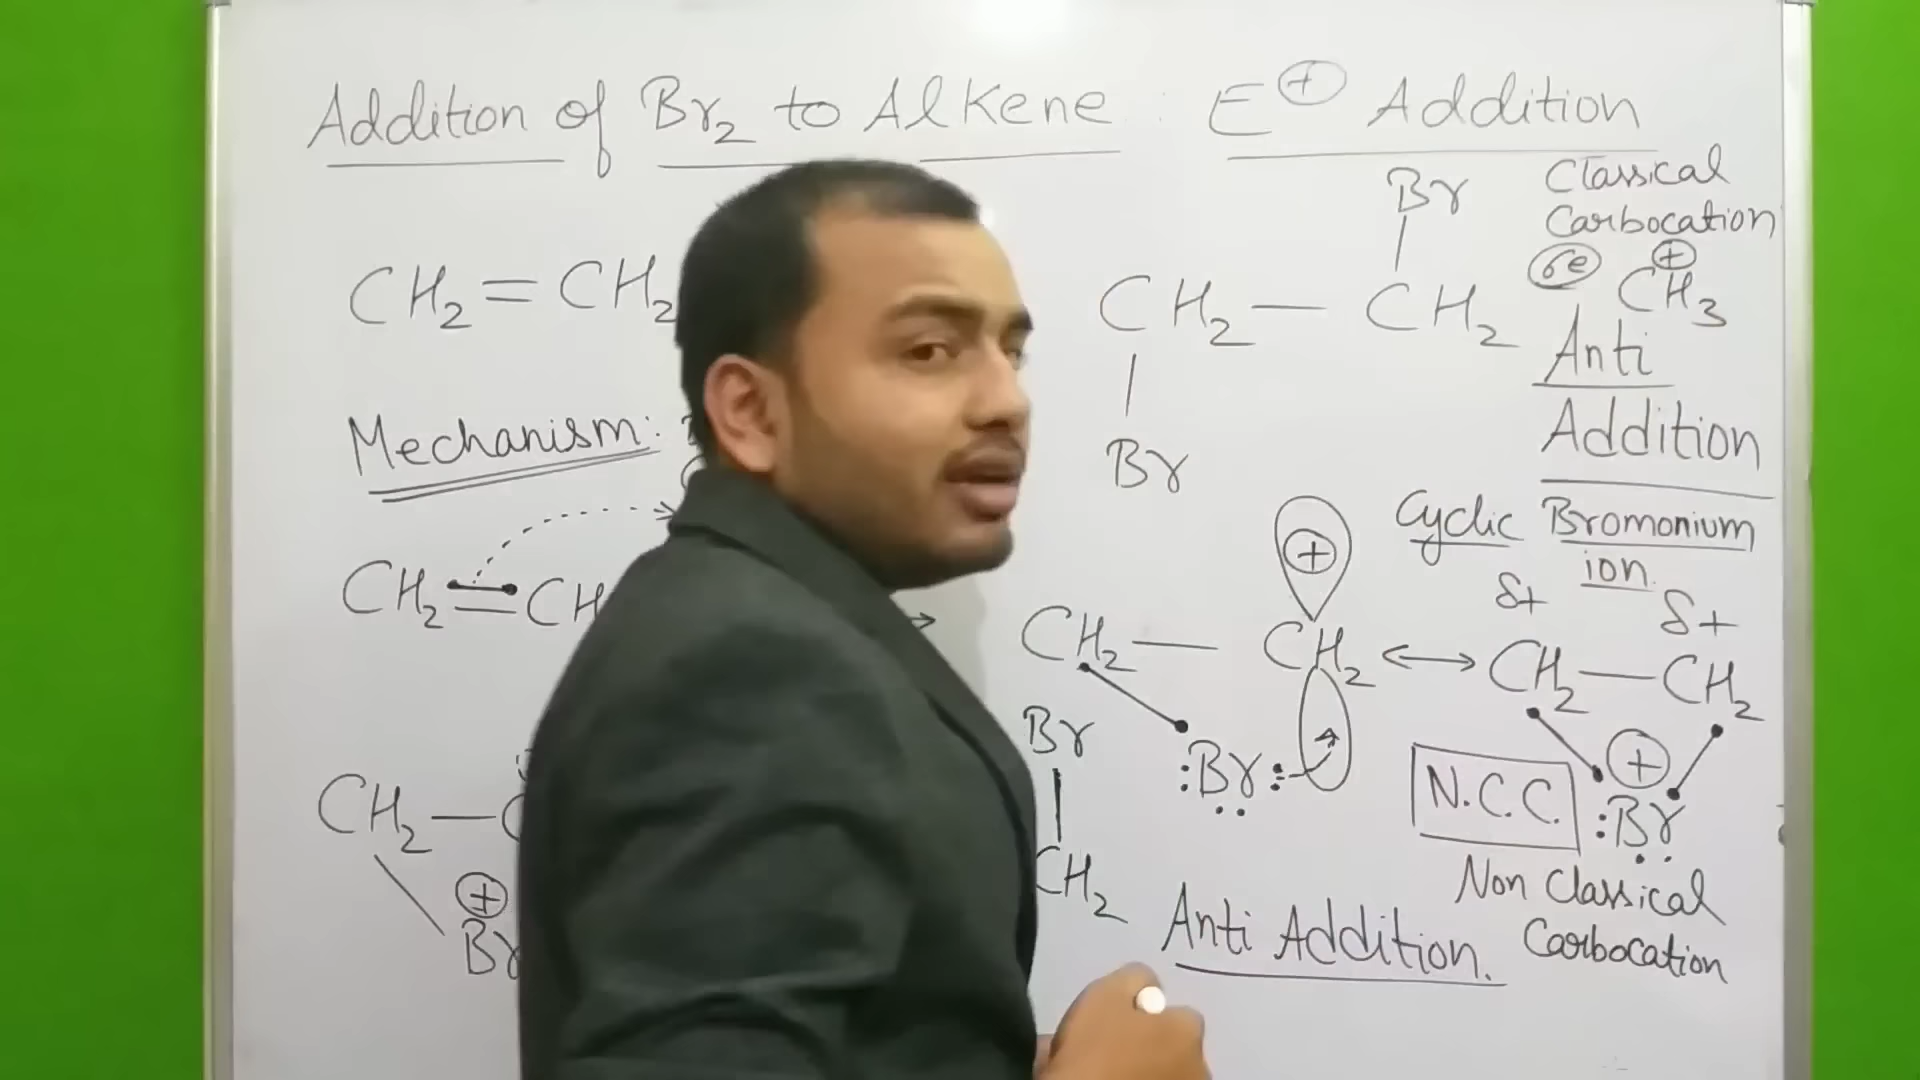 Addition of Br2 to Alkene : E⊕ Addition
Classical
Carbocation
6e ⊕
CH3
CH2=CH2
Br
|
CH2—CH2
|
Br
Anti
Addition
Mechanism:
Cyclic Bromonium
ion
⊕
δ+ δ+
CH2=CH
CH2—CH2 ↔ CH2—CH2
:Br:
⊕
:Br
N.C.C.
Non Classical
Carbocation
CH2—
⊕
Br
Br
|
CH2
Anti Addition.